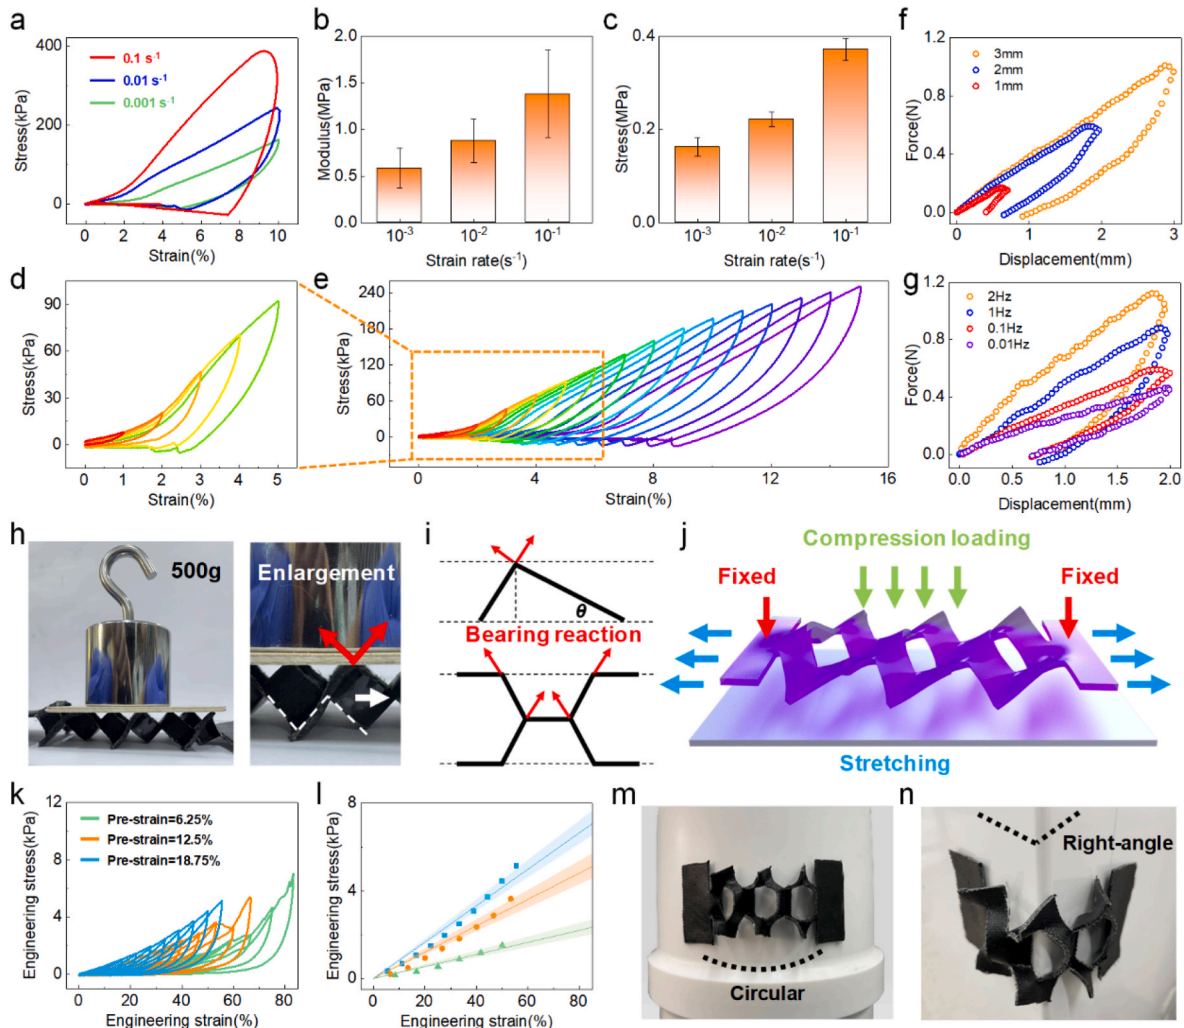 a
400
200
0
Stress(kPa)
0.1 s-1
0.01 s-1
0.001 s-1
0 2 4 6 8 10
Strain(%)
b
2.0
1.5
1.0
0.5
0.0
Modulus(MPa)
10-3 10-2 10-1
Strain rate(s-1)
c
0.4
0.2
0.0
Stress(MPa)
10-3 10-2 10-1
Strain rate(s-1)
f
1.2
0.8
0.4
0.0
Force(N)
3mm
2mm
1mm
0 1 2 3
Displacement(mm)
d
90
60
30
0
Stress(kPa)
0 1 2 3 4 5
Strain(%)
e
240
180
120
60
0
Stress(kPa)
0 4 8 12 16
Strain(%)
g
1.2
0.8
0.4
0.0
Force(N)
2Hz
1Hz
0.1Hz
0.01Hz
0.0 0.5 1.0 1.5 2.0
Displacement(mm)
h
500g
Enlargement
i
θ
Bearing reaction
j
Compression loading
Fixed
Fixed
Stretching
k
12
8
4
0
Engineering stress(kPa)
Pre-strain=6.25%
Pre-strain=12.5%
Pre-strain=18.75%
0 10 20 30 40 50 60 70 80
Engineering strain(%)
l
8
4
0
Engineering stress(kPa)
0 20 40 60 80
Engineering strain(%)
m
Circular
n
Right-angle